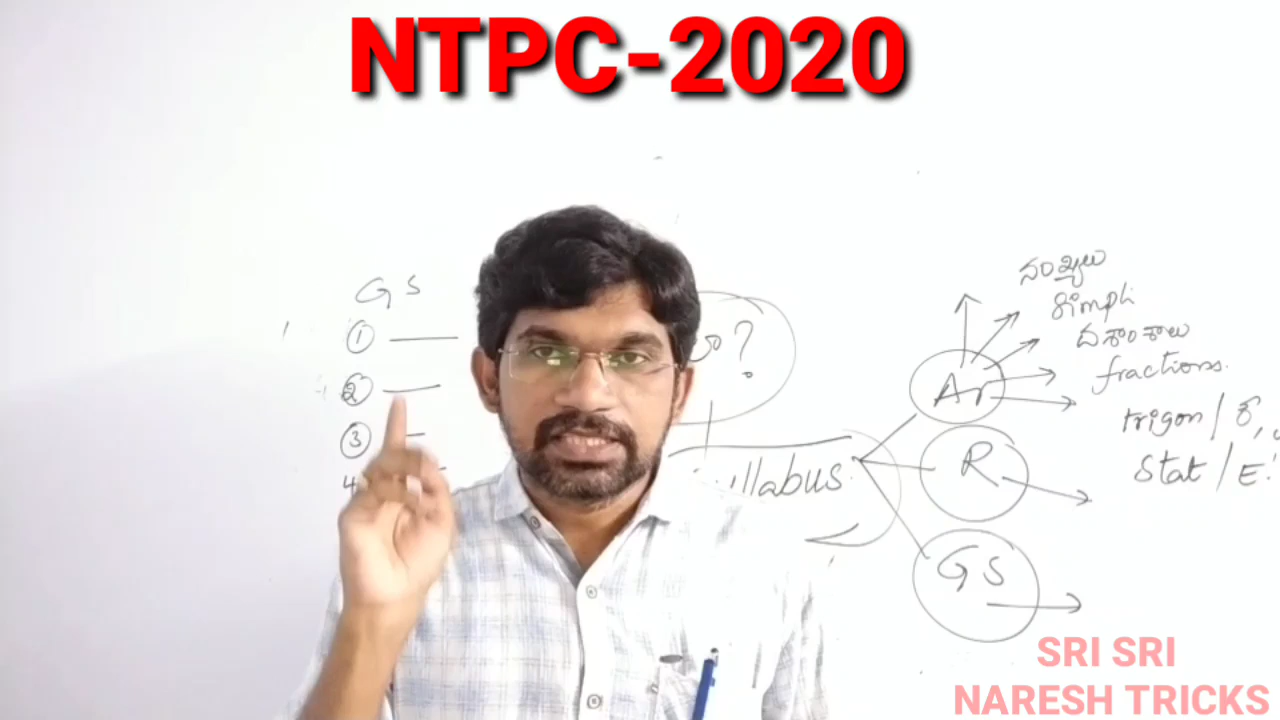 NTPC-2020
GS
1
2
3
4
?
yllabus
Ar
సంఖ్యలు
Simpli
దశాంశాలు
fractions.
trigon /
Stat / E
R
GS
SRI SRI
NARESH TRICKS